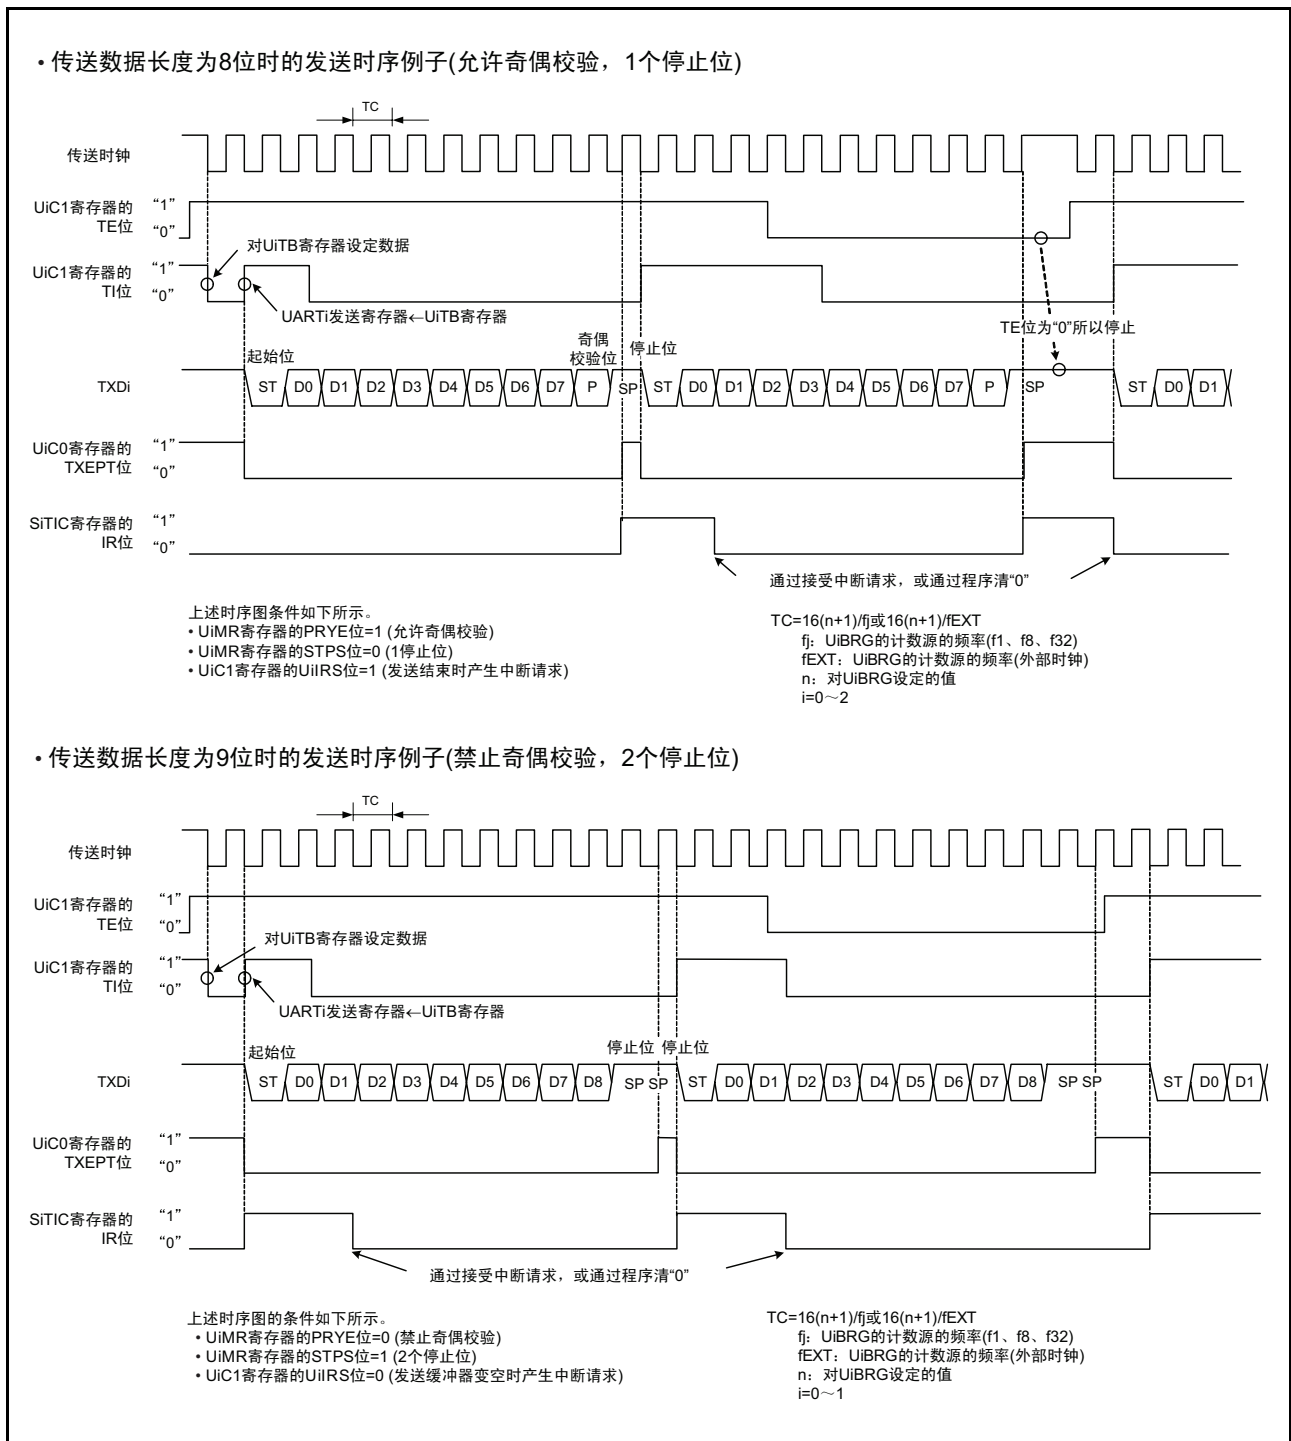 • 传送数据长度为8位时的发送时序例子(允许奇偶校验，1个停止位)
TC
传送时钟
UiC1寄存器的
TE位
“1”
“0”
对UiTB寄存器设定数据
UiC1寄存器的
TI位
“1”
“0”
UARTi发送寄存器←UiTB寄存器
TE位为“0”所以停止
起始位
奇偶
校验位
停止位
TXDi
ST D0 D1 D2 D3 D4 D5 D6 D7 P SP ST D0 D1 D2 D3 D4 D5 D6 D7 P SP ST D0 D1
UiC0寄存器的
TXEPT位
“1”
“0”
SiTIC寄存器的
IR位
“1”
“0”
通过接受中断请求，或通过程序清“0”
上述时序图条件如下所示。
• UiMR寄存器的PRYE位=1 (允许奇偶校验)
• UiMR寄存器的STPS位=0 (1停止位)
• UiC1寄存器的UiIRS位=1 (发送结束时产生中断请求)
TC=16(n+1)/fj或16(n+1)/fEXT
fj：UiBRG的计数源的频率(f1、f8、f32)
fEXT：UiBRG的计数源的频率(外部时钟)
n：对UiBRG设定的值
i=0～2
• 传送数据长度为9位时的发送时序例子(禁止奇偶校验，2个停止位)
TC
传送时钟
UiC1寄存器的
TE位
“1”
“0”
对UiTB寄存器设定数据
UiC1寄存器的
TI位
“1”
“0”
UARTi发送寄存器←UiTB寄存器
起始位
停止位 停止位
TXDi
ST D0 D1 D2 D3 D4 D5 D6 D7 D8 SP SP ST D0 D1 D2 D3 D4 D5 D6 D7 D8 SP SP ST D0 D1
UiC0寄存器的
TXEPT位
“1”
“0”
SiTIC寄存器的
IR位
“1”
“0”
通过接受中断请求，或通过程序清“0”
上述时序图的条件如下所示。
• UiMR寄存器的PRYE位=0 (禁止奇偶校验)
• UiMR寄存器的STPS位=1 (2个停止位)
• UiC1寄存器的UiIRS位=0 (发送缓冲器变空时产生中断请求)
TC=16(n+1)/fj或16(n+1)/fEXT
fj：UiBRG的计数源的频率(f1、f8、f32)
fEXT：UiBRG的计数源的频率(外部时钟)
n：对UiBRG设定的值
i=0～1